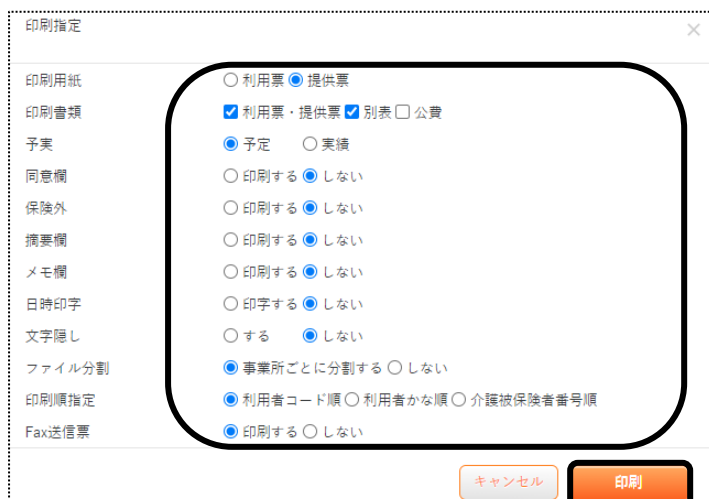 印刷指定
印刷用紙 利用票 提供票
印刷書類 利用票・提供票 別表 公費
予実 予定 実績
同意欄 印刷する しない
保険外 印刷する しない
摘要欄 印刷する しない
メモ欄 印刷する しない
日時印字 印字する しない
文字隠し する しない
ファイル分割 事業所ごとに分割する しない
印刷順指定 利用者コード順 利用者かな順 介護被保険者番号順
Fax送信票 印刷する しない
キャンセル 印刷